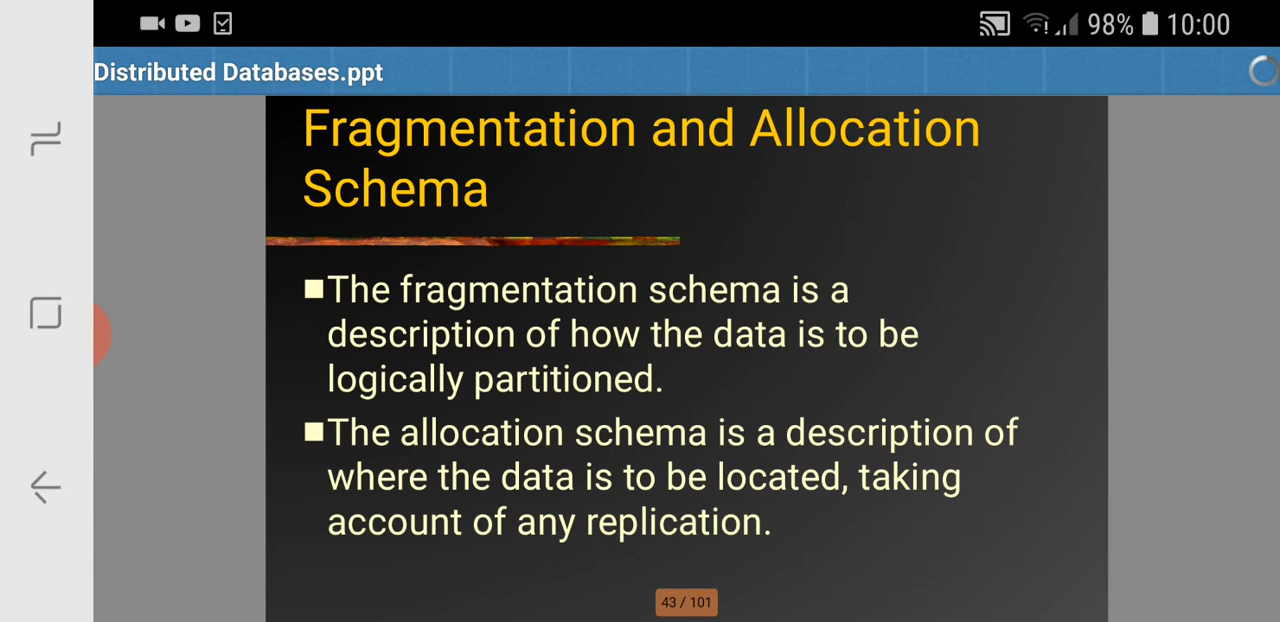 98% 10:00
Distributed Databases.ppt
Fragmentation and Allocation
Schema
The fragmentation schema is a
description of how the data is to be
logically partitioned.
The allocation schema is a description of
where the data is to be located, taking
account of any replication.
43 / 101